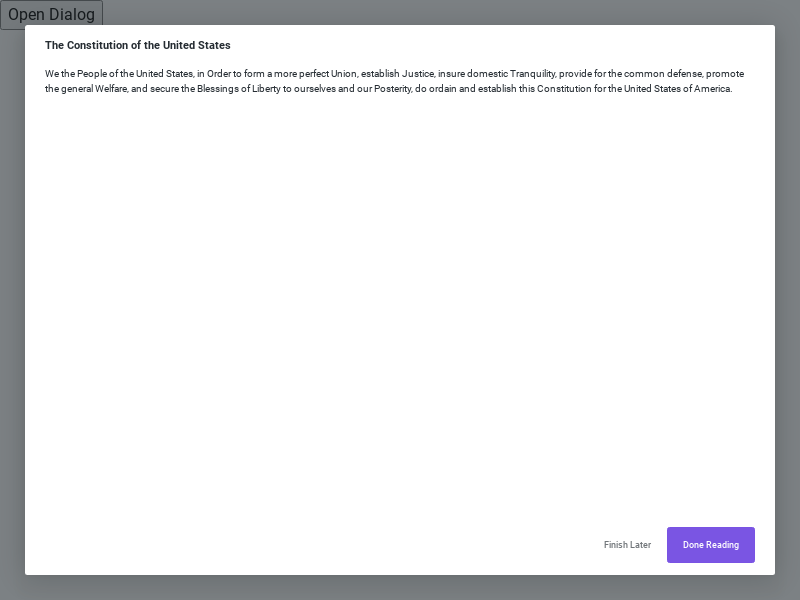 Open Dialog
The Constitution of the United States
We the People of the United States, in Order to form a more perfect Union, establish Justice, insure domestic Tranquility, provide for the common defense, promote
the general Welfare, and secure the Blessings of Liberty to ourselves and our Posterity, do ordain and establish this Constitution for the United States of America.
Finish Later
Done Reading